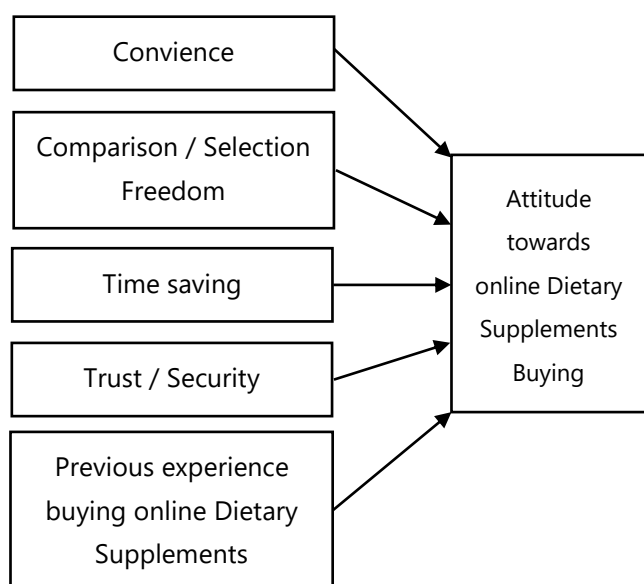 Convience
Comparison / Selection
Freedom
Time saving
Trust / Security
Previous experience
buying online Dietary
Supplements
Attitude
towards
online Dietary
Supplements
Buying